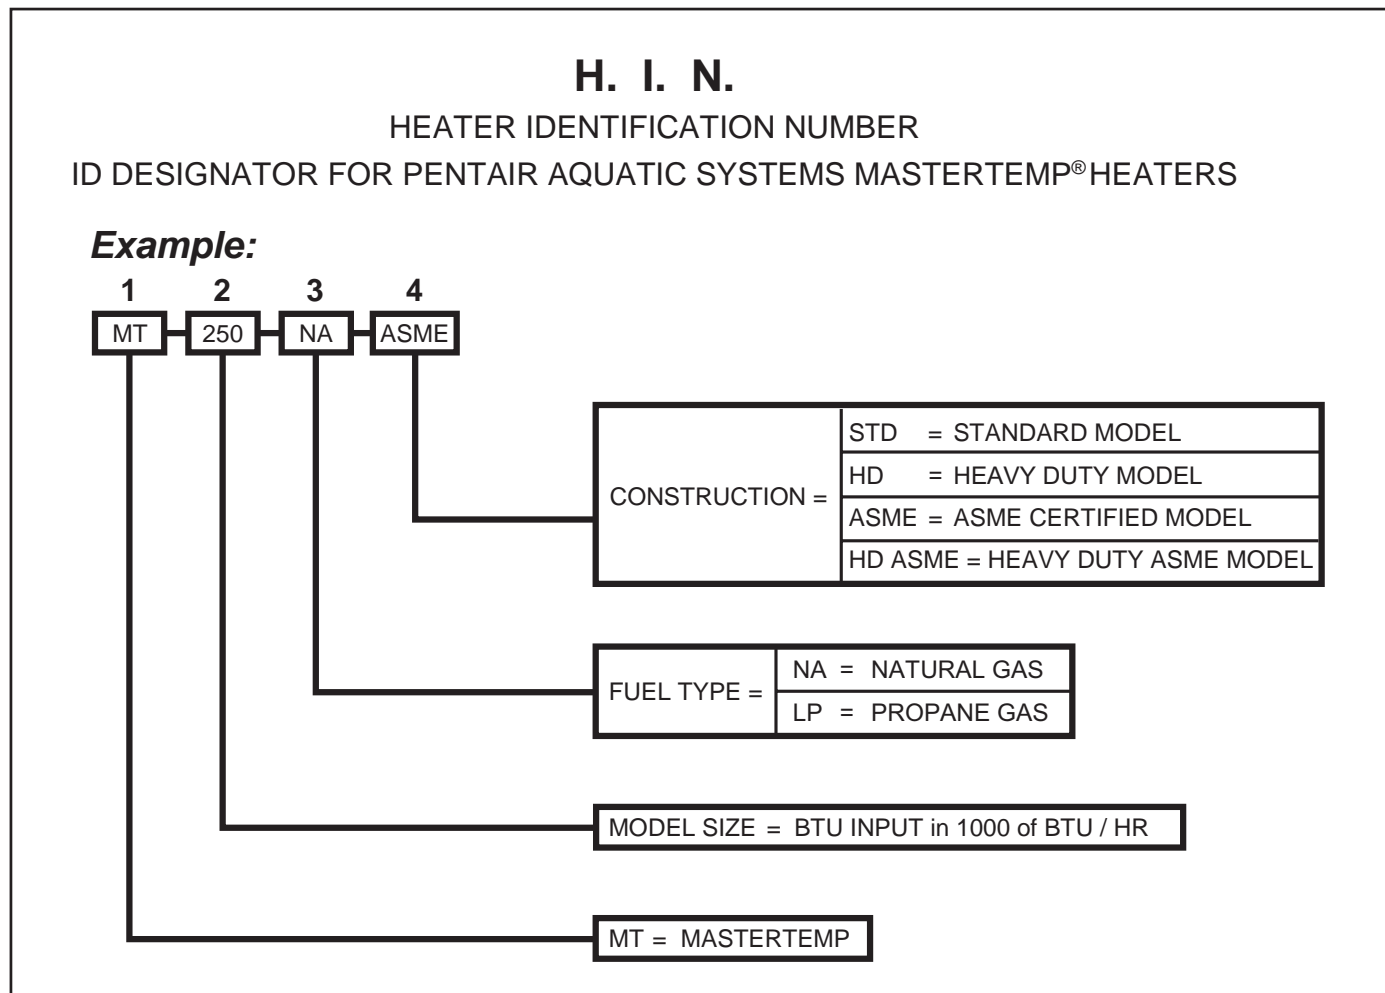 H. I. N.
HEATER IDENTIFICATION NUMBER
ID DESIGNATOR FOR PENTAIR AQUATIC SYSTEMS MASTERTEMP® HEATERS
Example:
1 2 3 4
MT 250 NA ASME
CONSTRUCTION =
STD = STANDARD MODEL
HD = HEAVY DUTY MODEL
ASME = ASME CERTIFIED MODEL
HD ASME = HEAVY DUTY ASME MODEL
FUEL TYPE =
NA = NATURAL GAS
LP = PROPANE GAS
MODEL SIZE = BTU INPUT in 1000 of BTU / HR
MT = MASTERTEMP